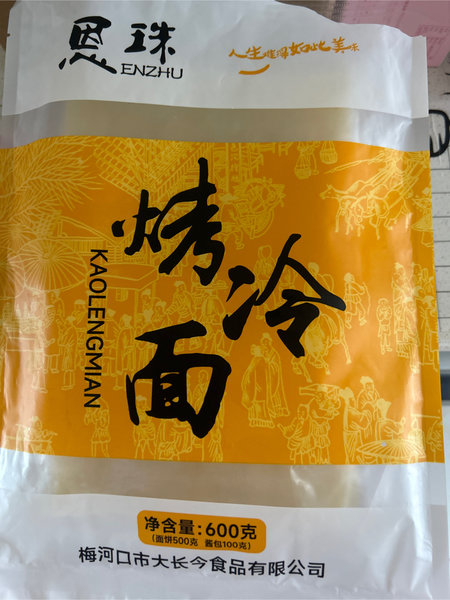 恩珠
ENZHU
人生难得如此美味
烤冷面
KAOLENGMIAN
净含量:600克
(面饼500克 酱包100克)
梅河口市大长今食品有限公司